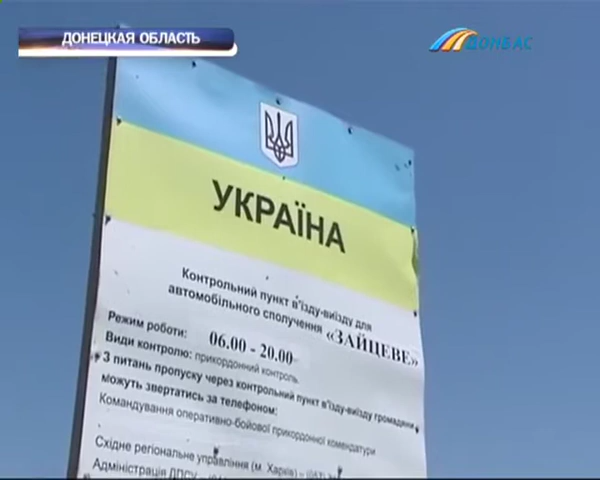 ДОНЕЦКАЯ ОБЛАСТЬ
ДОНБАС
УКРАЇНА
Контрольний пункт в'їзду-виїзду для
автомобільного сполучення «ЗАЙЦЕВЕ»
Режим роботи: 06.00 - 20.00
Види контролю: прикордонний контроль
З питань пропуску через контрольний пункт в'їзду-виїзду громадяни
можуть звертатись за телефоном:
Командування оперативно-бойової прикордонної комендатури
Східне регіональне управління (м. Харків) –
Адміністрація ДПСУ –